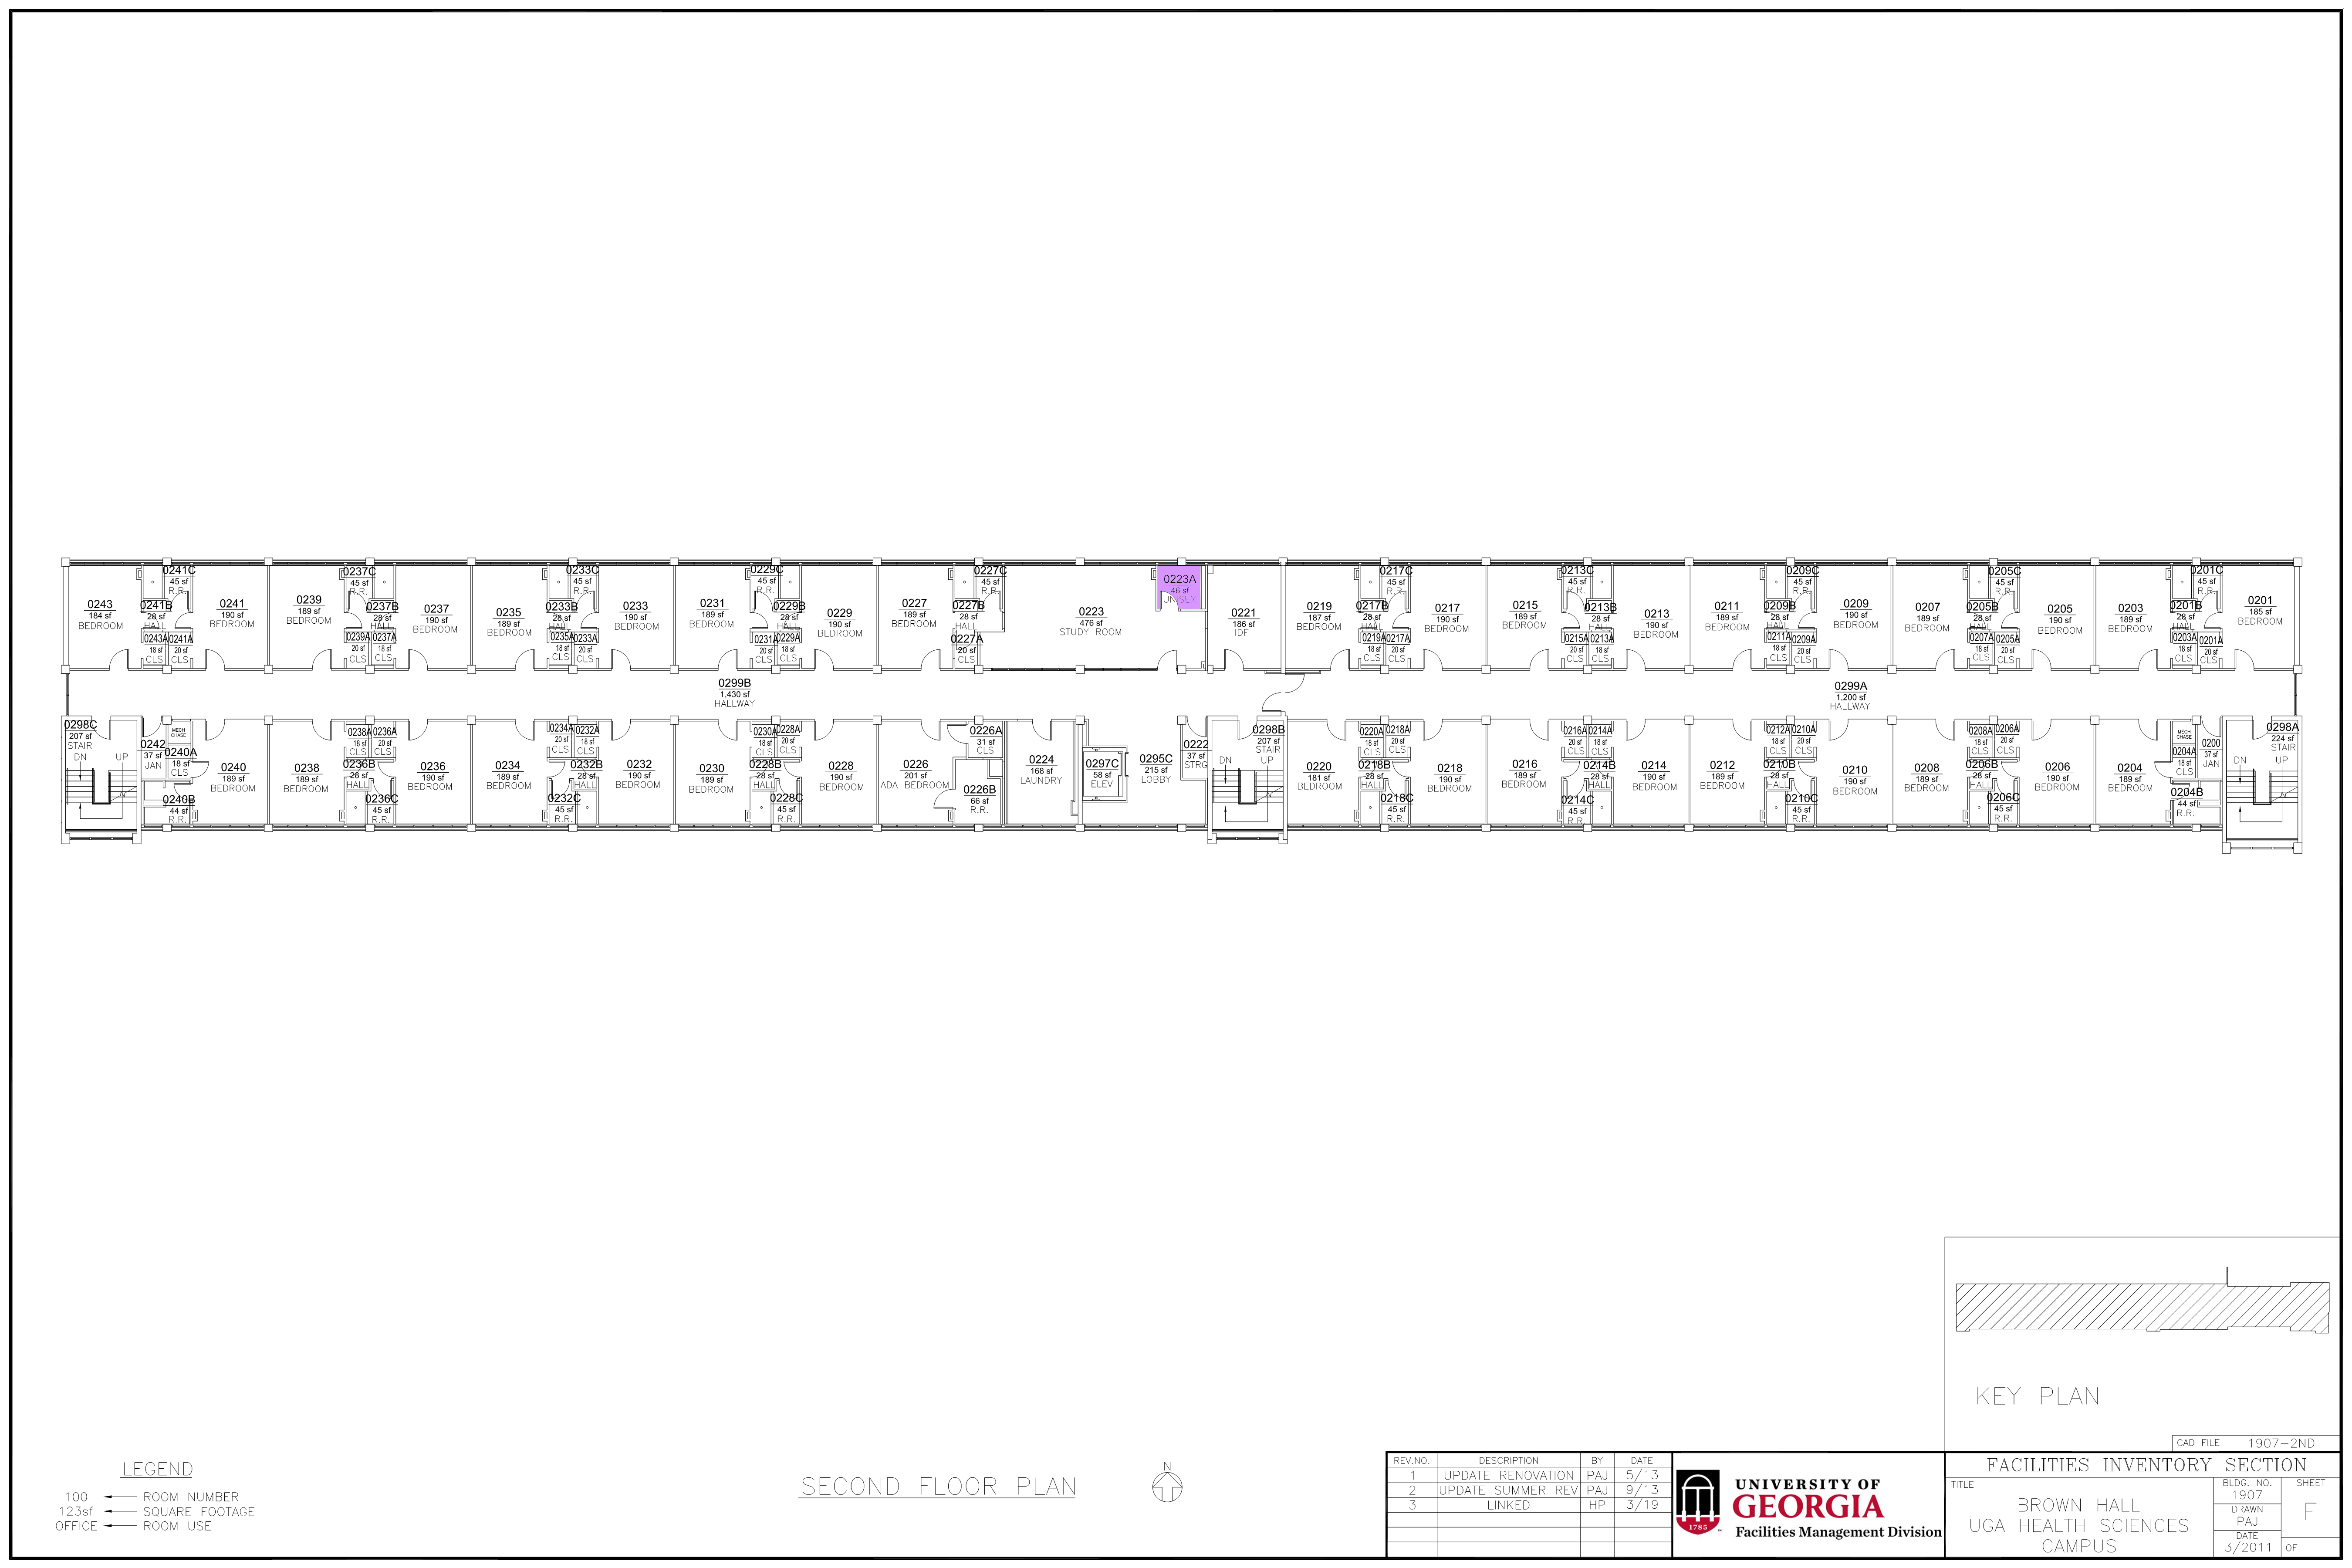 0241C
45 sf
R.R.
0237C
45 sf
R.R.
0233C
45 sf
R.R.
0229C
45 sf
R.R.
0227C
45 sf
R.R.
0223A
46 sf
UNISEX
0217C
45 sf
R.R.
0213C
45 sf
R.R.
0209C
45 sf
R.R.
0205C
45 sf
R.R.
0201C
45 sf
R.R.
0243
184 sf
BEDROOM
0241B
28 sf
HALL
0241
190 sf
BEDROOM
0239
189 sf
BEDROOM
0237B
28 sf
HALL
0237
190 sf
BEDROOM
0235
189 sf
BEDROOM
0233B
28 sf
HALL
0233
190 sf
BEDROOM
0231
189 sf
BEDROOM
0229B
28 sf
HALL
0229
190 sf
BEDROOM
0227
189 sf
BEDROOM
0227B
28 sf
HALL
0223
476 sf
STUDY ROOM
0221
186 sf
IDF
0219
187 sf
BEDROOM
0217B
28 sf
HALL
0217
190 sf
BEDROOM
0215
189 sf
BEDROOM
0213B
28 sf
HALL
0213
190 sf
BEDROOM
0211
189 sf
BEDROOM
0209B
28 sf
HALL
0209
190 sf
BEDROOM
0207
189 sf
BEDROOM
0205B
28 sf
HALL
0205
190 sf
BEDROOM
0203
189 sf
BEDROOM
0201B
28 sf
HALL
0201
185 sf
BEDROOM
0243A
18 sf
CLS
0241A
20 sf
CLS
0239A
20 sf
CLS
0237A
18 sf
CLS
0235A
18 sf
CLS
0233A
20 sf
CLS
0231A
20 sf
CLS
0229A
18 sf
CLS
0227A
20 sf
CLS
0219A
18 sf
CLS
0217A
20 sf
CLS
0215A
20 sf
CLS
0213A
18 sf
CLS
0211A
18 sf
CLS
0209A
20 sf
CLS
0207A
18 sf
CLS
0205A
20 sf
CLS
0203A
18 sf
CLS
0201A
20 sf
CLS
0299B
1,430 sf
HALLWAY
0299A
1,200 sf
HALLWAY
0298C
207 sf
STAIR
DN
UP
0242
37 sf
JAN
MECH
CHASE
0240A
18 sf
CLS
0240B
44 sf
R.R.
0240
189 sf
BEDROOM
0238
189 sf
BEDROOM
0238A
18 sf
CLS
0236A
20 sf
CLS
0236B
28 sf
HALL
0236C
45 sf
R.R.
0236
190 sf
BEDROOM
0234
189 sf
BEDROOM
0234A
20 sf
CLS
0232A
18 sf
CLS
0232B
28 sf
HALL
0232C
45 sf
R.R.
0232
190 sf
BEDROOM
0230
189 sf
BEDROOM
0230A
18 sf
CLS
0228A
20 sf
CLS
0228B
28 sf
HALL
0228C
45 sf
R.R.
0228
190 sf
BEDROOM
0226
201 sf
ADA BEDROOM
0226A
31 sf
CLS
0226B
66 sf
R.R.
0224
168 sf
LAUNDRY
0297C
58 sf
ELEV
0295C
215 sf
LOBBY
0222
37 sf
STRG
0298B
207 sf
STAIR
DN
UP
0220
181 sf
BEDROOM
0220A
18 sf
CLS
0218A
20 sf
CLS
0218B
28 sf
HALL
0218C
45 sf
R.R.
0218
190 sf
BEDROOM
0216
189 sf
BEDROOM
0216A
20 sf
CLS
0214A
18 sf
CLS
0214B
28 sf
HALL
0214C
45 sf
R.R.
0214
190 sf
BEDROOM
0212
189 sf
BEDROOM
0212A
18 sf
CLS
0210A
20 sf
CLS
0210B
28 sf
HALL
0210C
45 sf
R.R.
0210
190 sf
BEDROOM
0208
189 sf
BEDROOM
0208A
18 sf
CLS
0206A
20 sf
CLS
0206B
28 sf
HALL
0206C
45 sf
R.R.
0206
190 sf
BEDROOM
0204
189 sf
BEDROOM
MECH
CHASE
0204A
18 sf
CLS
0204B
44 sf
R.R.
0200
37 sf
JAN
0298A
224 sf
STAIR
DN
UP
KEY PLAN
CAD FILE 1907-2ND
LEGEND
100 ROOM NUMBER
123sf SQUARE FOOTAGE
OFFICE ROOM USE
SECOND FLOOR PLAN
N
REV.NO. DESCRIPTION BY DATE
1 UPDATE RENOVATION PAJ 5/13
2 UPDATE SUMMER REV PAJ 9/13
3 LINKED HP 3/19
1785
UNIVERSITY OF
GEORGIA
Facilities Management Division
FACILITIES INVENTORY SECTION
TITLE
BROWN HALL
UGA HEALTH SCIENCES
CAMPUS
BLDG. NO.
1907
DRAWN
PAJ
DATE
3/2011
SHEET
F
OF